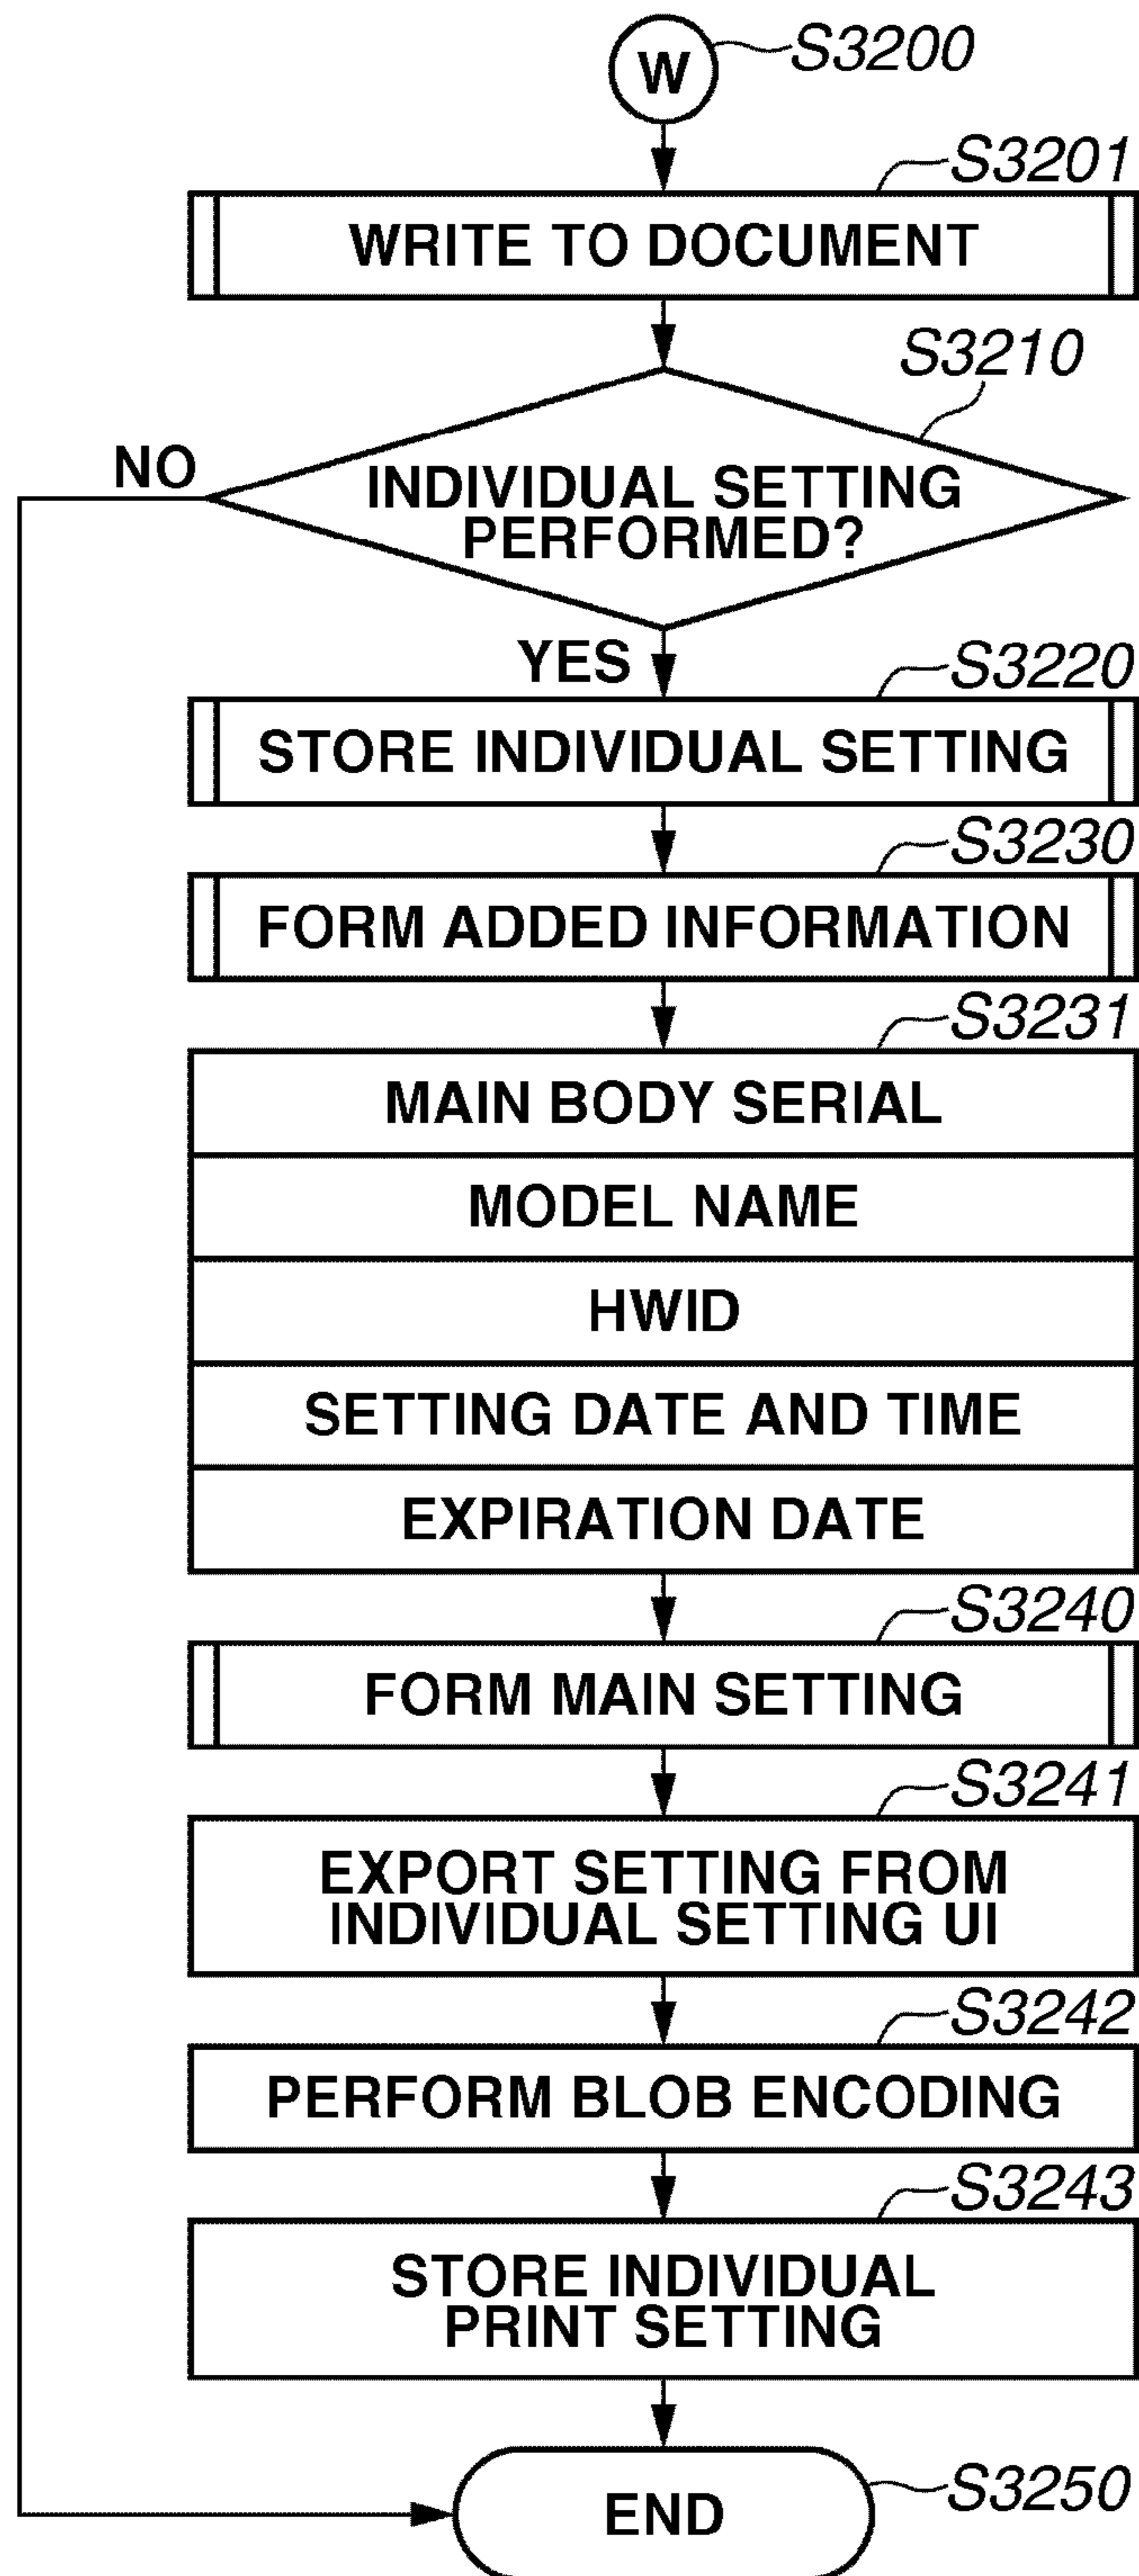 W
S3200
S3201
WRITE TO DOCUMENT
S3210
NO
INDIVIDUAL SETTING
PERFORMED?
YES
S3220
STORE INDIVIDUAL SETTING
S3230
FORM ADDED INFORMATION
S3231
MAIN BODY SERIAL
MODEL NAME
HWID
SETTING DATE AND TIME
EXPIRATION DATE
S3240
FORM MAIN SETTING
S3241
EXPORT SETTING FROM
INDIVIDUAL SETTING UI
S3242
PERFORM BLOB ENCODING
S3243
STORE INDIVIDUAL
PRINT SETTING
END
S3250